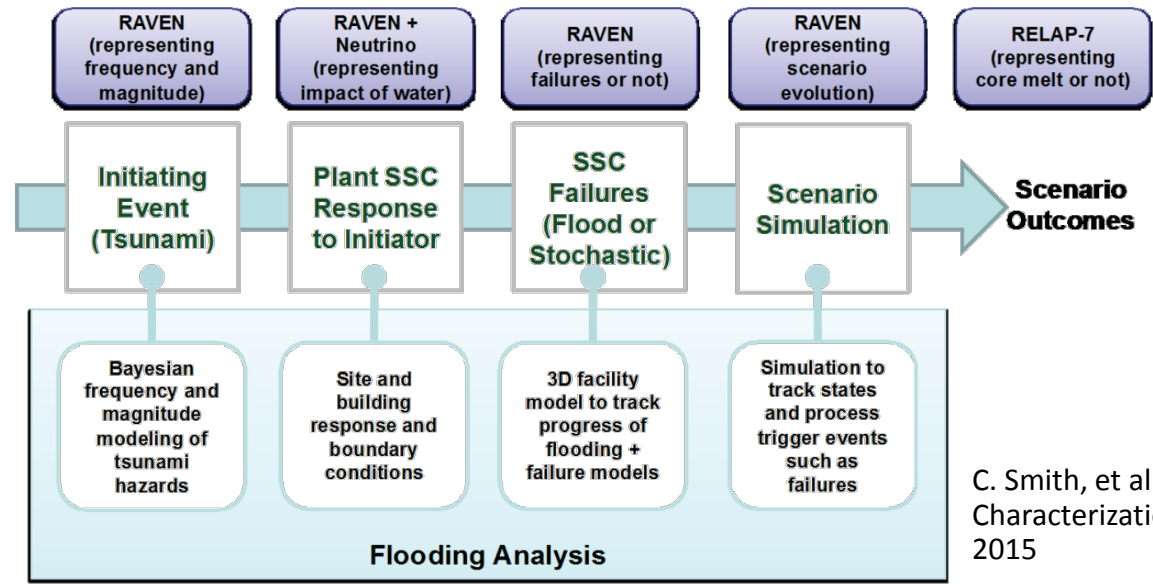 RAVEN
(representing
frequency and
magnitude)
RAVEN +
Neutrino
(representing
impact of water)
RAVEN
(representing
failures or not)
RAVEN
(representing
scenario
evolution)
RELAP-7
(representing
core melt or not)
Initiating
Event
(Tsunami)
Plant SSC
Response
to Initiator
SSC
Failures
(Flood or
Stochastic)
Scenario
Simulation
Scenario
Outcomes
Bayesian
frequency and
magnitude
modeling of
tsunami
hazards
Site and
building
response and
boundary
conditions
3D facility
model to track
progress of
flooding +
failure models
Simulation to
track states
and process
trigger events
such as
failures
Flooding Analysis
C. Smith, et al
Characterizati
2015